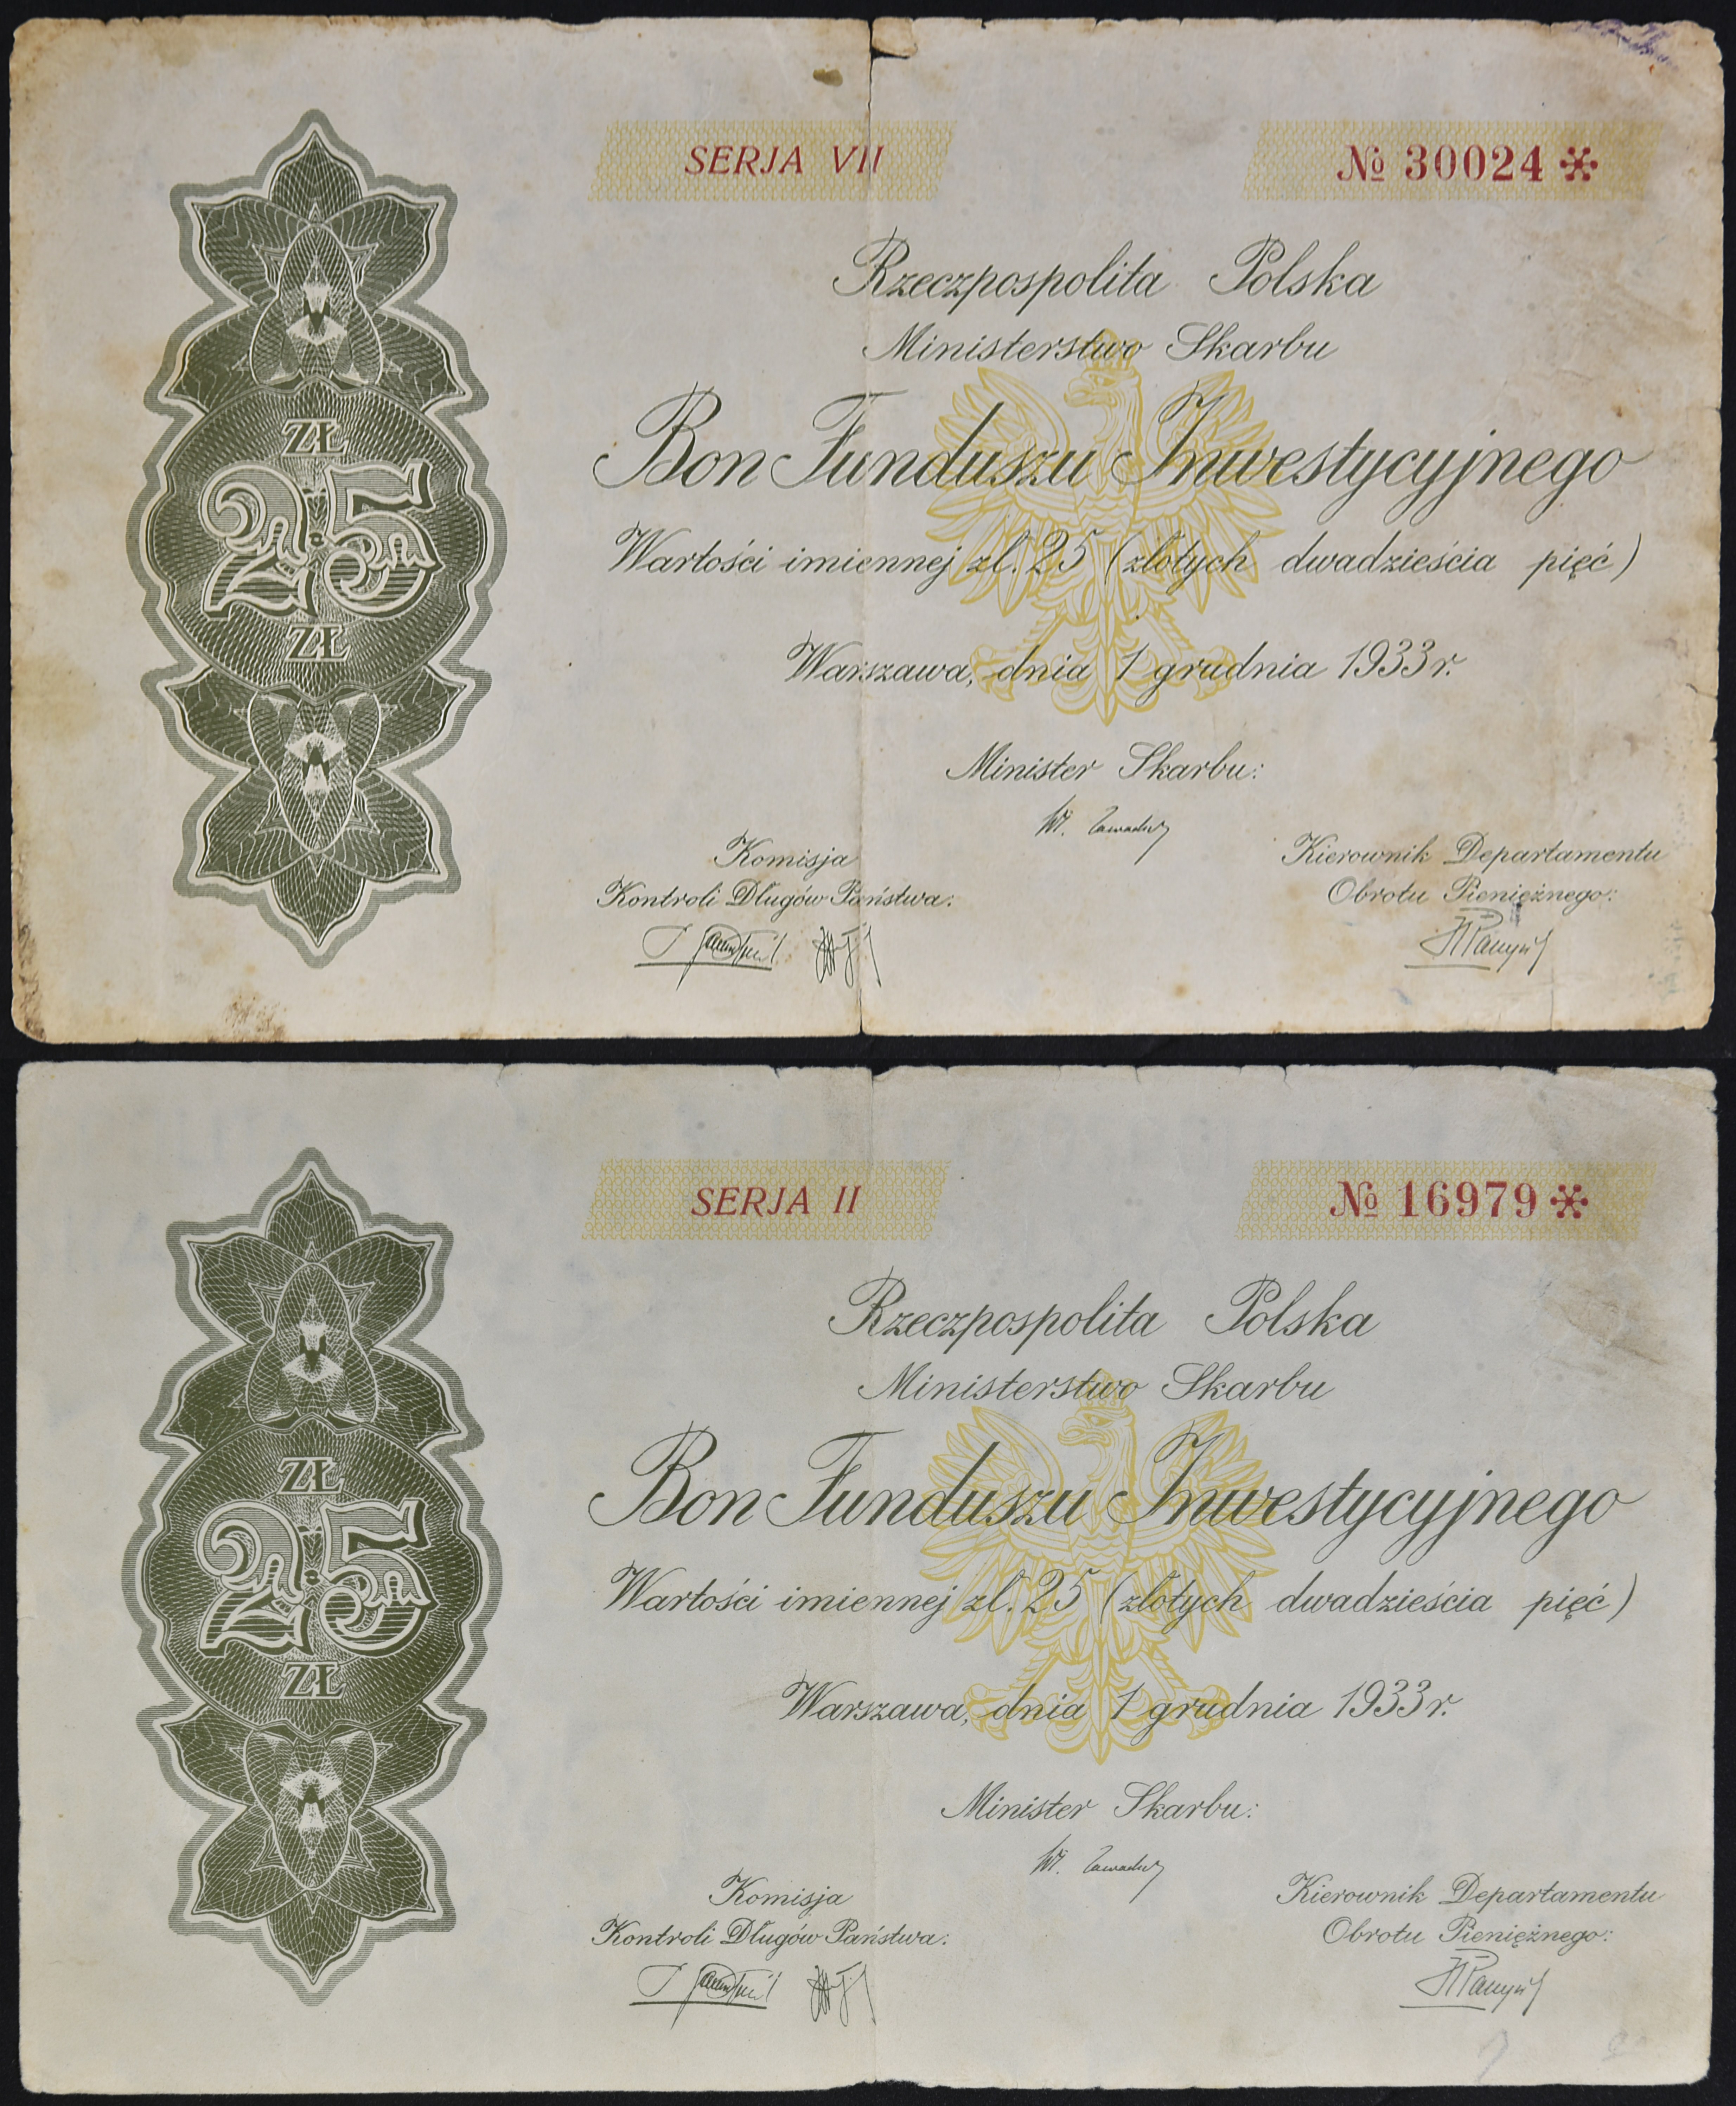 SERJA VII
№ 30024
Rzeczpospolita Polska
Ministerstwo Skarbu
ZŁ
25
ZŁ
Bon Funduszu Inwestycyjnego
Wartości imiennej zł. 25 (złotych dwadzieścia pięć)
Warszawa, dnia 1 grudnia 1933 r.
Minister Skarbu:
Komisja
Kontroli Długów Państwa:
Kierownik Departamentu
Obrotu Pieniężnego:
SERJA II
№ 16979
Rzeczpospolita Polska
Ministerstwo Skarbu
ZŁ
25
ZŁ
Bon Funduszu Inwestycyjnego
Wartości imiennej zł. 25 (złotych dwadzieścia pięć)
Warszawa, dnia 1 grudnia 1933 r.
Minister Skarbu:
Komisja
Kontroli Długów Państwa:
Kierownik Departamentu
Obrotu Pieniężnego: